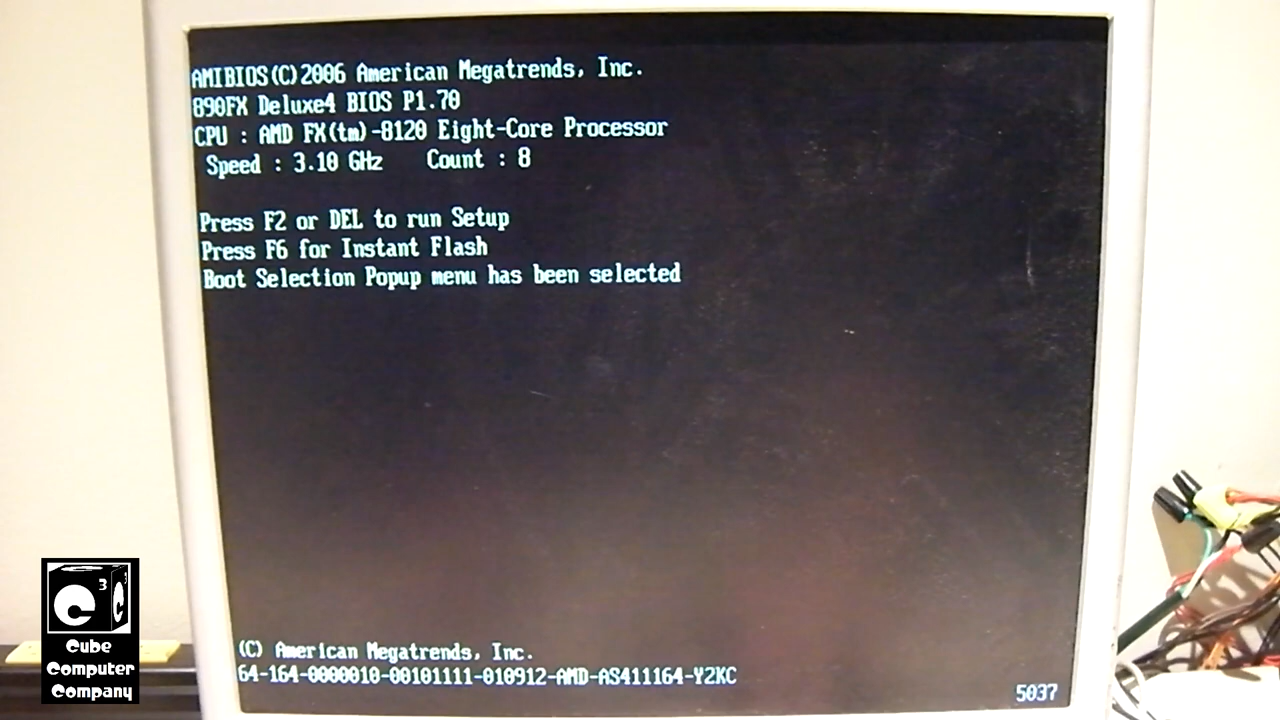 AMIBIOS(C)2006 American Megatrends, Inc.
890FX Deluxe4 BIOS P1.70
CPU : AMD FX(tm)-8120 Eight-Core Processor
Speed : 3.10 GHz Count : 8
Press F2 or DEL to run Setup
Press F6 for Instant Flash
Boot Selection Popup menu has been selected
(C) American Megatrends, Inc.
64-164-0000010-00101111-010912-AMD-AS411164-Y2KC
5037
C 3 C
Cube
Computer
Company